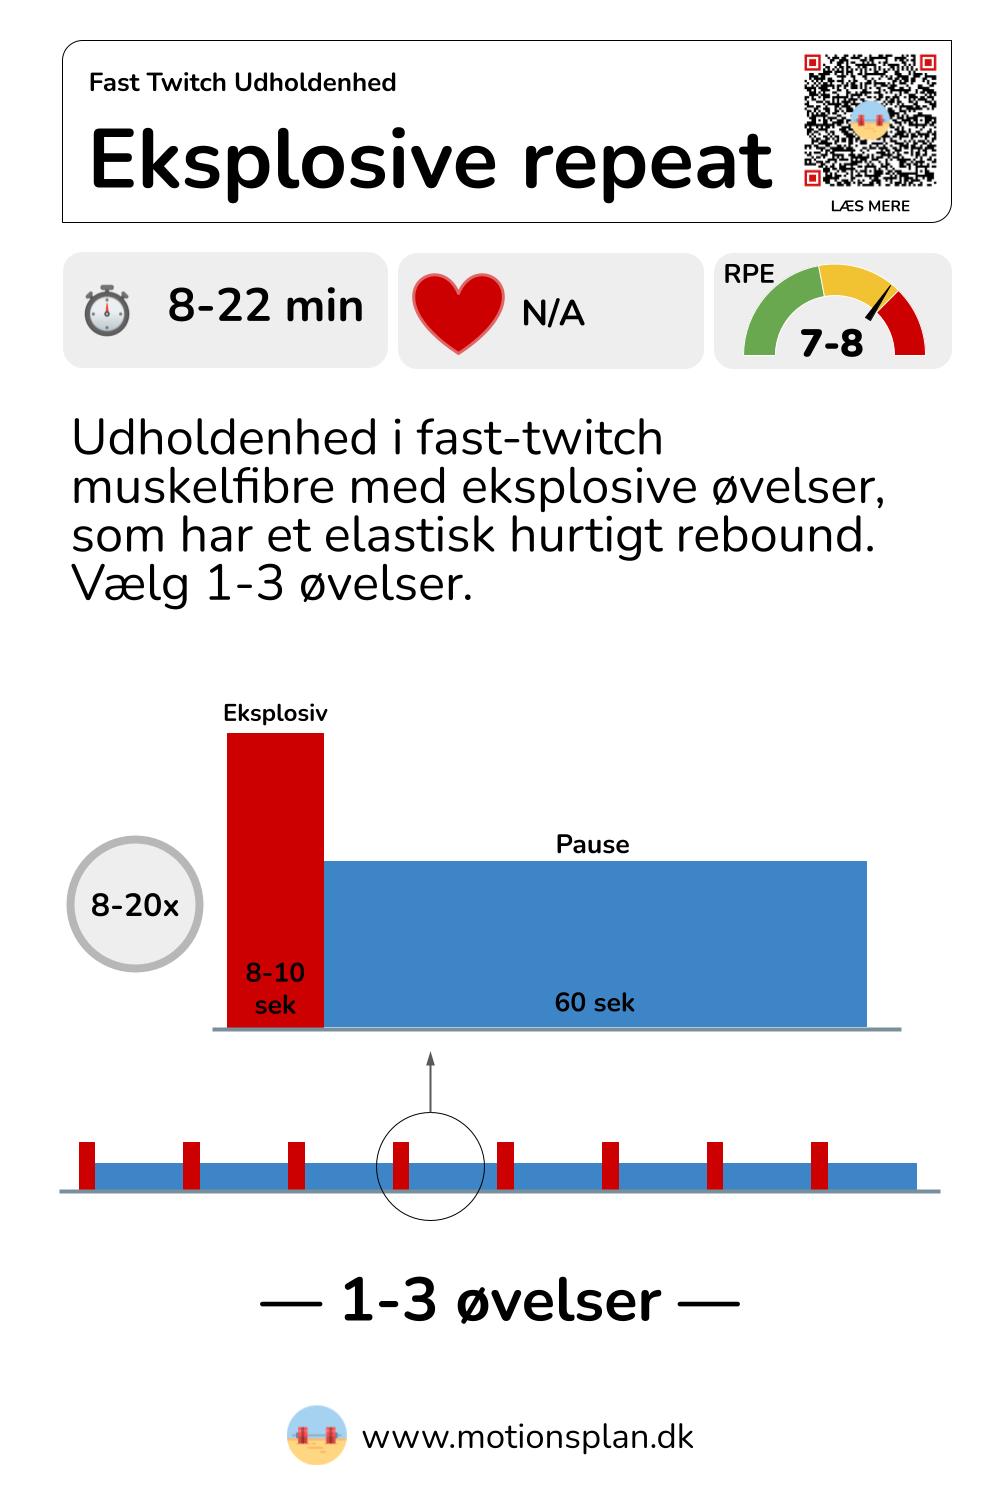 Fast Twitch Udholdenhed
Eksplosive repeat
LÆS MERE
8-22 min
N/A
RPE
7-8
Udholdenhed i fast-twitch
muskelfibre med eksplosive øvelser,
som har et elastisk hurtigt rebound.
Vælg 1-3 øvelser.
Eksplosiv
Pause
8-20x
8-10
sek
60 sek
— 1-3 øvelser —
www.motionsplan.dk